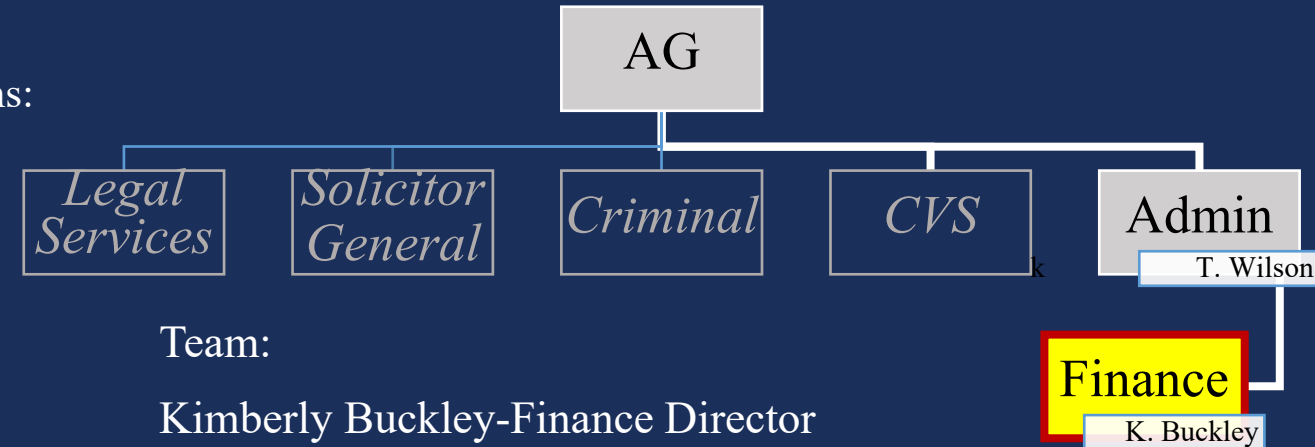 AG
ns:
Legal
Services
Solicitor
General
Criminal
CVS
k
Admin
T. Wilson
Team:
Finance
Kimberly Buckley-Finance Director
K. Buckley